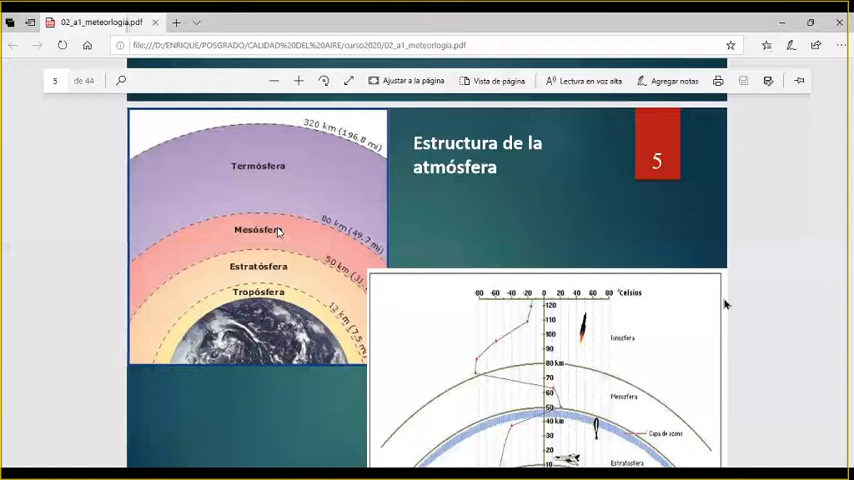 02_a1_meteorlogia.pdf
file:///D:/ENRIQUE/POSGRADO/CALIDAD%20DEL%20AIRE/curso2020/02_a1_meteorlogia.pdf
5 de 44
Ajustar a la página
Vista de página
Lectura en voz alta
Agregar notas
320 km (196,8 mi)
Termósfera
80 km (49,7 mi)
Mesósfera
50 km (31,
Estratósfera
Tropósfera
12 km (7,5 mi)
Estructura de la
atmósfera
5
-80 -60 -40 -20 0 20 40 60 80 °Celsius
120
110
100
90
80 km
70
60
50
40 km
30
20
10
Ionosfera
Mesosfera
Capa de ozono
Estratosfera